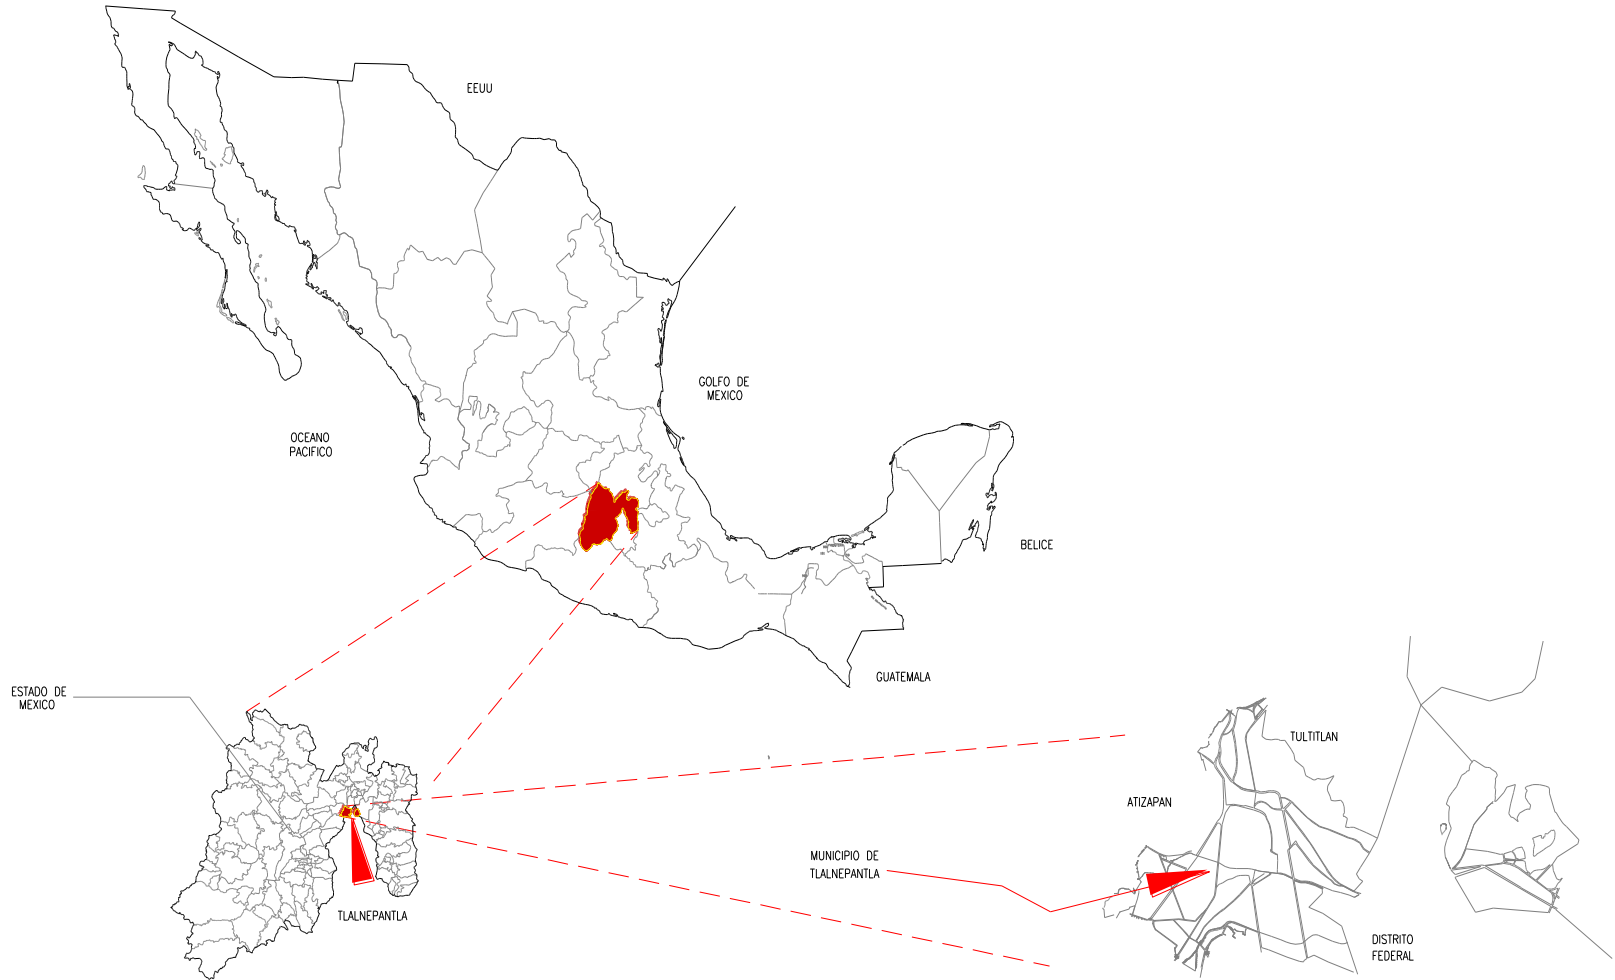 EEUU
GOLFO DE
MEXICO
OCEANO
PACIFICO
BELICE
GUATEMALA
ESTADO DE
MEXICO
TULTITLAN
ATIZAPAN
MUNICIPIO DE
TLALNEPANTLA
TLALNEPANTLA
DISTRITO
FEDERAL